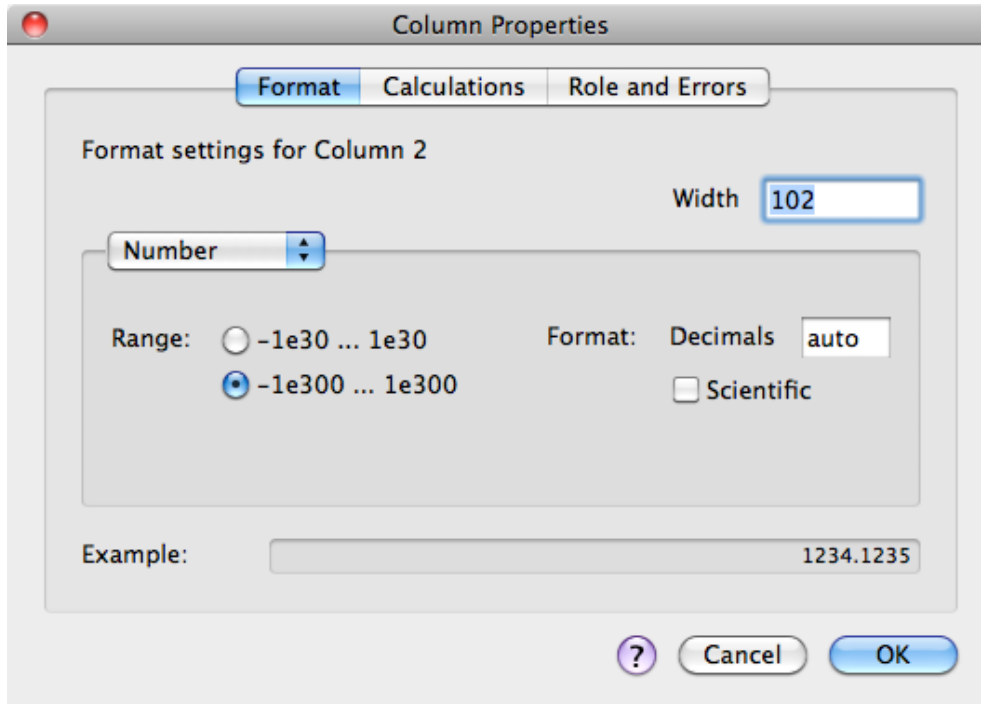 Column Properties
Format Calculations Role and Errors
Format settings for Column 2
Width 102
Number
Range: -1e30 ... 1e30 Format: Decimals auto
-1e300 ... 1e300 Scientific
Example: 1234.1235
? Cancel OK